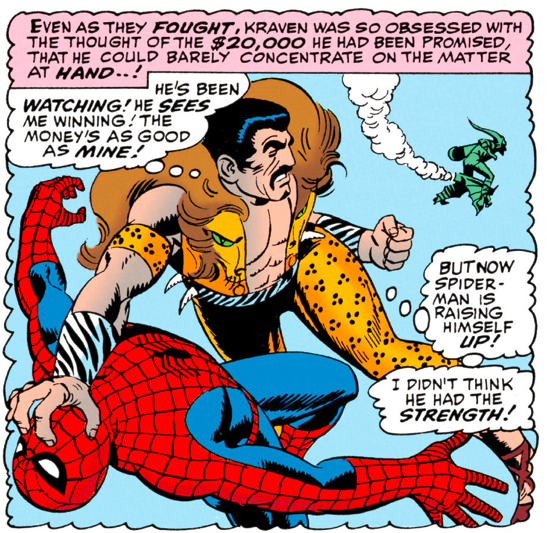 EVEN AS THEY FOUGHT, KRAVEN WAS SO OBSESSED WITH
THE THOUGHT OF THE $20,000 HE HAD BEEN PROMISED,
THAT HE COULD BARELY CONCENTRATE ON THE MATTER
AT HAND--!
HE'S BEEN
WATCHING! HE SEES
ME WINNING! THE
MONEY'S AS GOOD
AS MINE!
BUT NOW
SPIDER-
MAN IS
RAISING
HIMSELF
UP!
I DIDN'T THINK
HE HAD THE
STRENGTH!